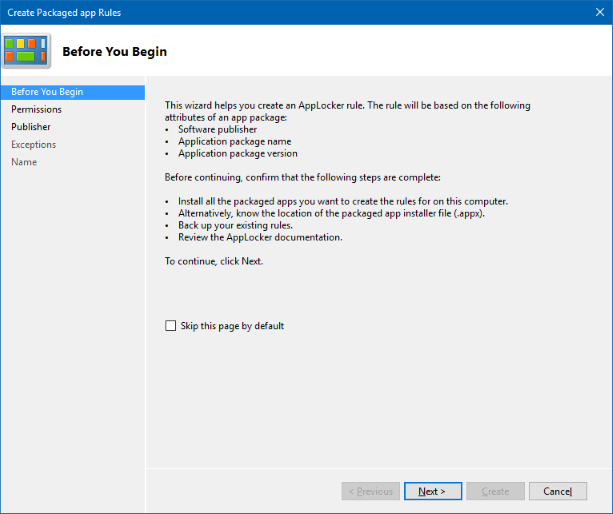 Create Packaged app Rules
Before You Begin
Before You Begin
Permissions
Publisher
Exceptions
Name
This wizard helps you create an AppLocker rule. The rule will be based on the following
attributes of an app package:
• Software publisher
• Application package name
• Application package version
Before continuing, confirm that the following steps are complete:
• Install all the packaged apps you want to create the rules for on this computer.
• Alternatively, know the location of the packaged app installer file (.appx).
• Back up your existing rules.
• Review the AppLocker documentation.
To continue, click Next.
Skip this page by default
< Previous
Next >
Create
Cancel